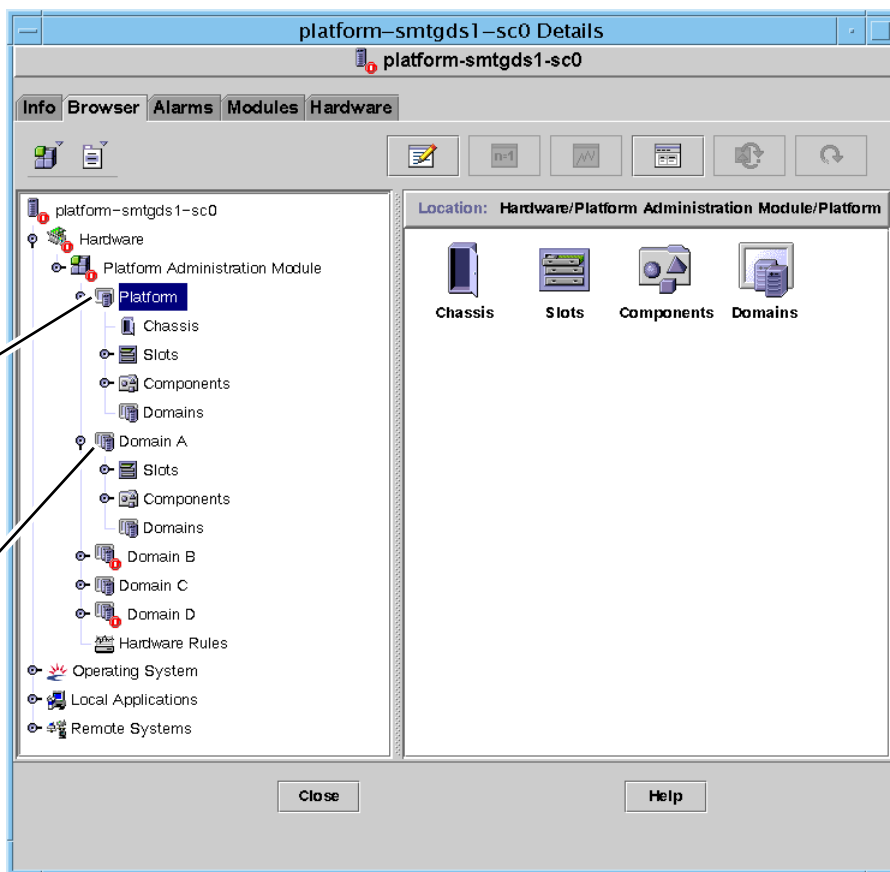 platform–smtgds1–sc0 Details
platform-smtgds1-sc0
Info Browser Alarms Modules Hardware
n=1
platform–smtgds1–sc0
Hardware
Platform Administration Module
Platform
Chassis
Slots
Components
Domains
Domain A
Slots
Components
Domains
Domain B
Domain C
Domain D
Hardware Rules
Operating System
Local Applications
Remote Systems
Location: Hardware/Platform Administration Module/Platform
Chassis Slots Components Domains
Close Help